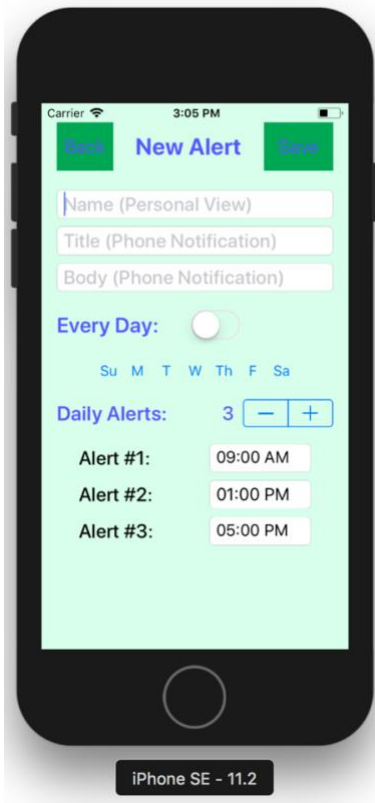 Carrier 3:05 PM
Back New Alert Save
Name (Personal View)
Title (Phone Notification)
Body (Phone Notification)
Every Day:
Su M T W Th F Sa
Daily Alerts: 3 − +
Alert #1: 09:00 AM
Alert #2: 01:00 PM
Alert #3: 05:00 PM
iPhone SE - 11.2